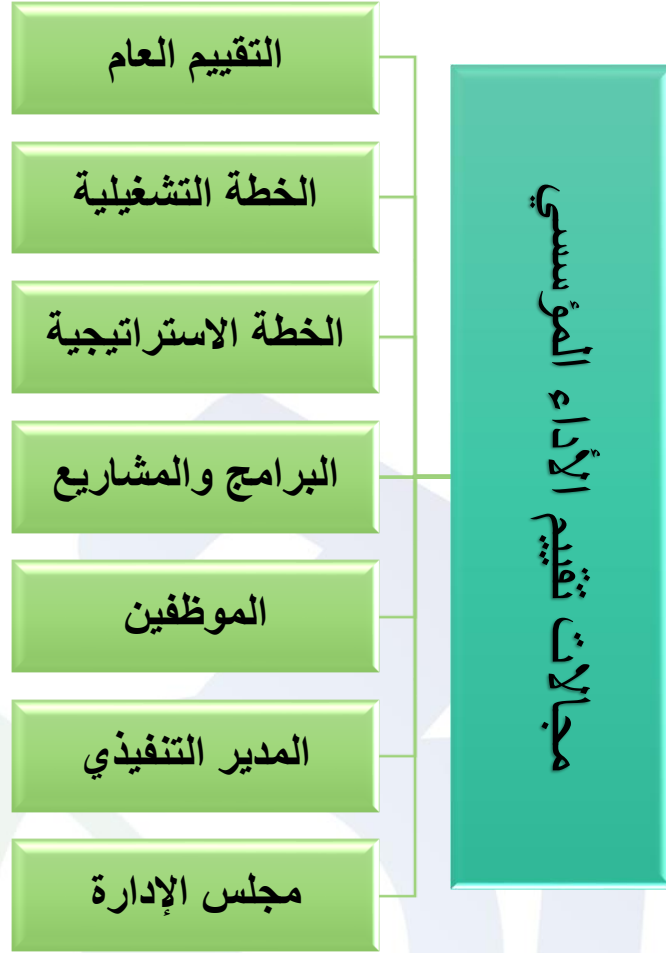 مجالات تقييم الأداء المؤسسي
التقييم العام
الخطة التشغيلية
الخطة الاستراتيجية
البرامج والمشاريع
الموظفين
المدير التنفيذي
مجلس الإدارة